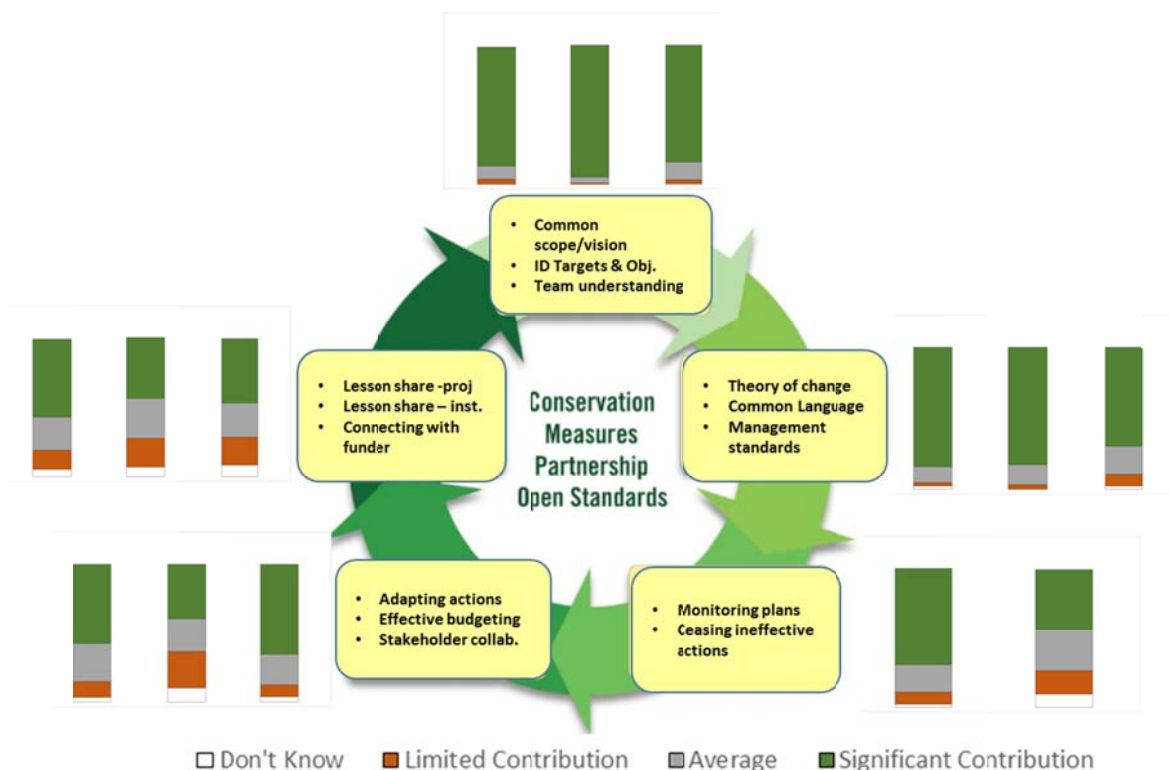 • Common
scope/vision
• ID Targets & Obj.
• Team understanding
• Lesson share -proj
• Lesson share – inst.
• Connecting with
funder
Conservation
Measures
Partnership
Open Standards
• Theory of change
• Common Language
• Management
standards
• Adapting actions
• Effective budgeting
• Stakeholder collab.
• Monitoring plans
• Ceasing ineffective
actions
Don't Know Limited Contribution Average Significant Contribution